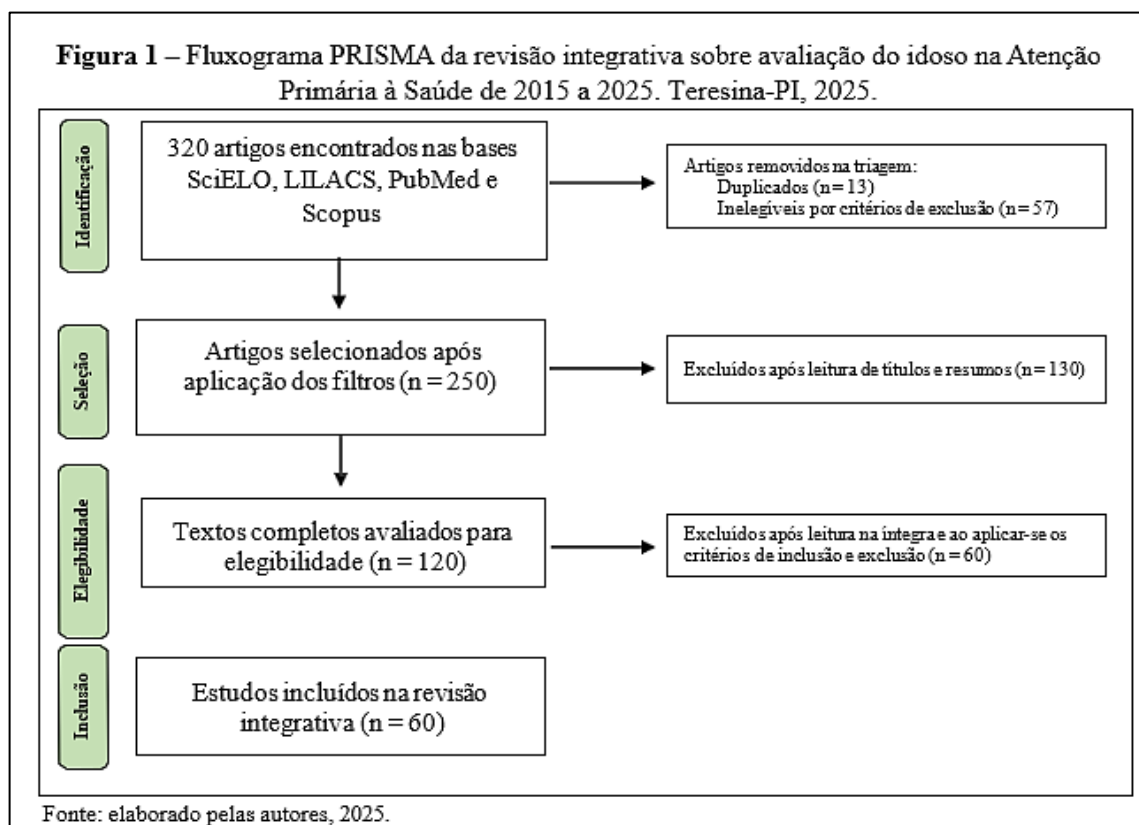 Figura 1 – Fluxograma PRISMA da revisão integrativa sobre avaliação do idoso na Atenção
Primária à Saúde de 2015 a 2025. Teresina-PI, 2025.
Identificação
320 artigos encontrados nas bases
SciELO, LILACS, PubMed e
Scopus
Artigos removidos na triagem:
Duplicados (n = 13)
Inelegíveis por critérios de exclusão (n = 57)
Seleção
Artigos selecionados após
aplicação dos filtros (n = 250)
Excluídos após leitura de títulos e resumos (n = 130)
Elegibilidade
Textos completos avaliados para
elegibilidade (n = 120)
Excluídos após leitura na íntegra e ao aplicar-se os
critérios de inclusão e exclusão (n = 60)
Inclusão
Estudos incluídos na revisão
integrativa (n = 60)
Fonte: elaborado pelas autores, 2025.